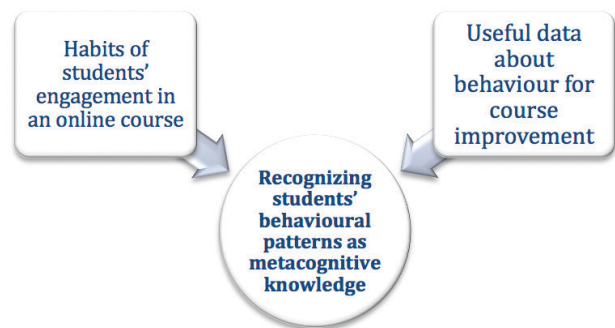 Habits of
students’
engagement in
an online course
Useful data
about
behaviour for
course
improvement
Recognizing
students’
behavioural
patterns as
metacognitive
knowledge